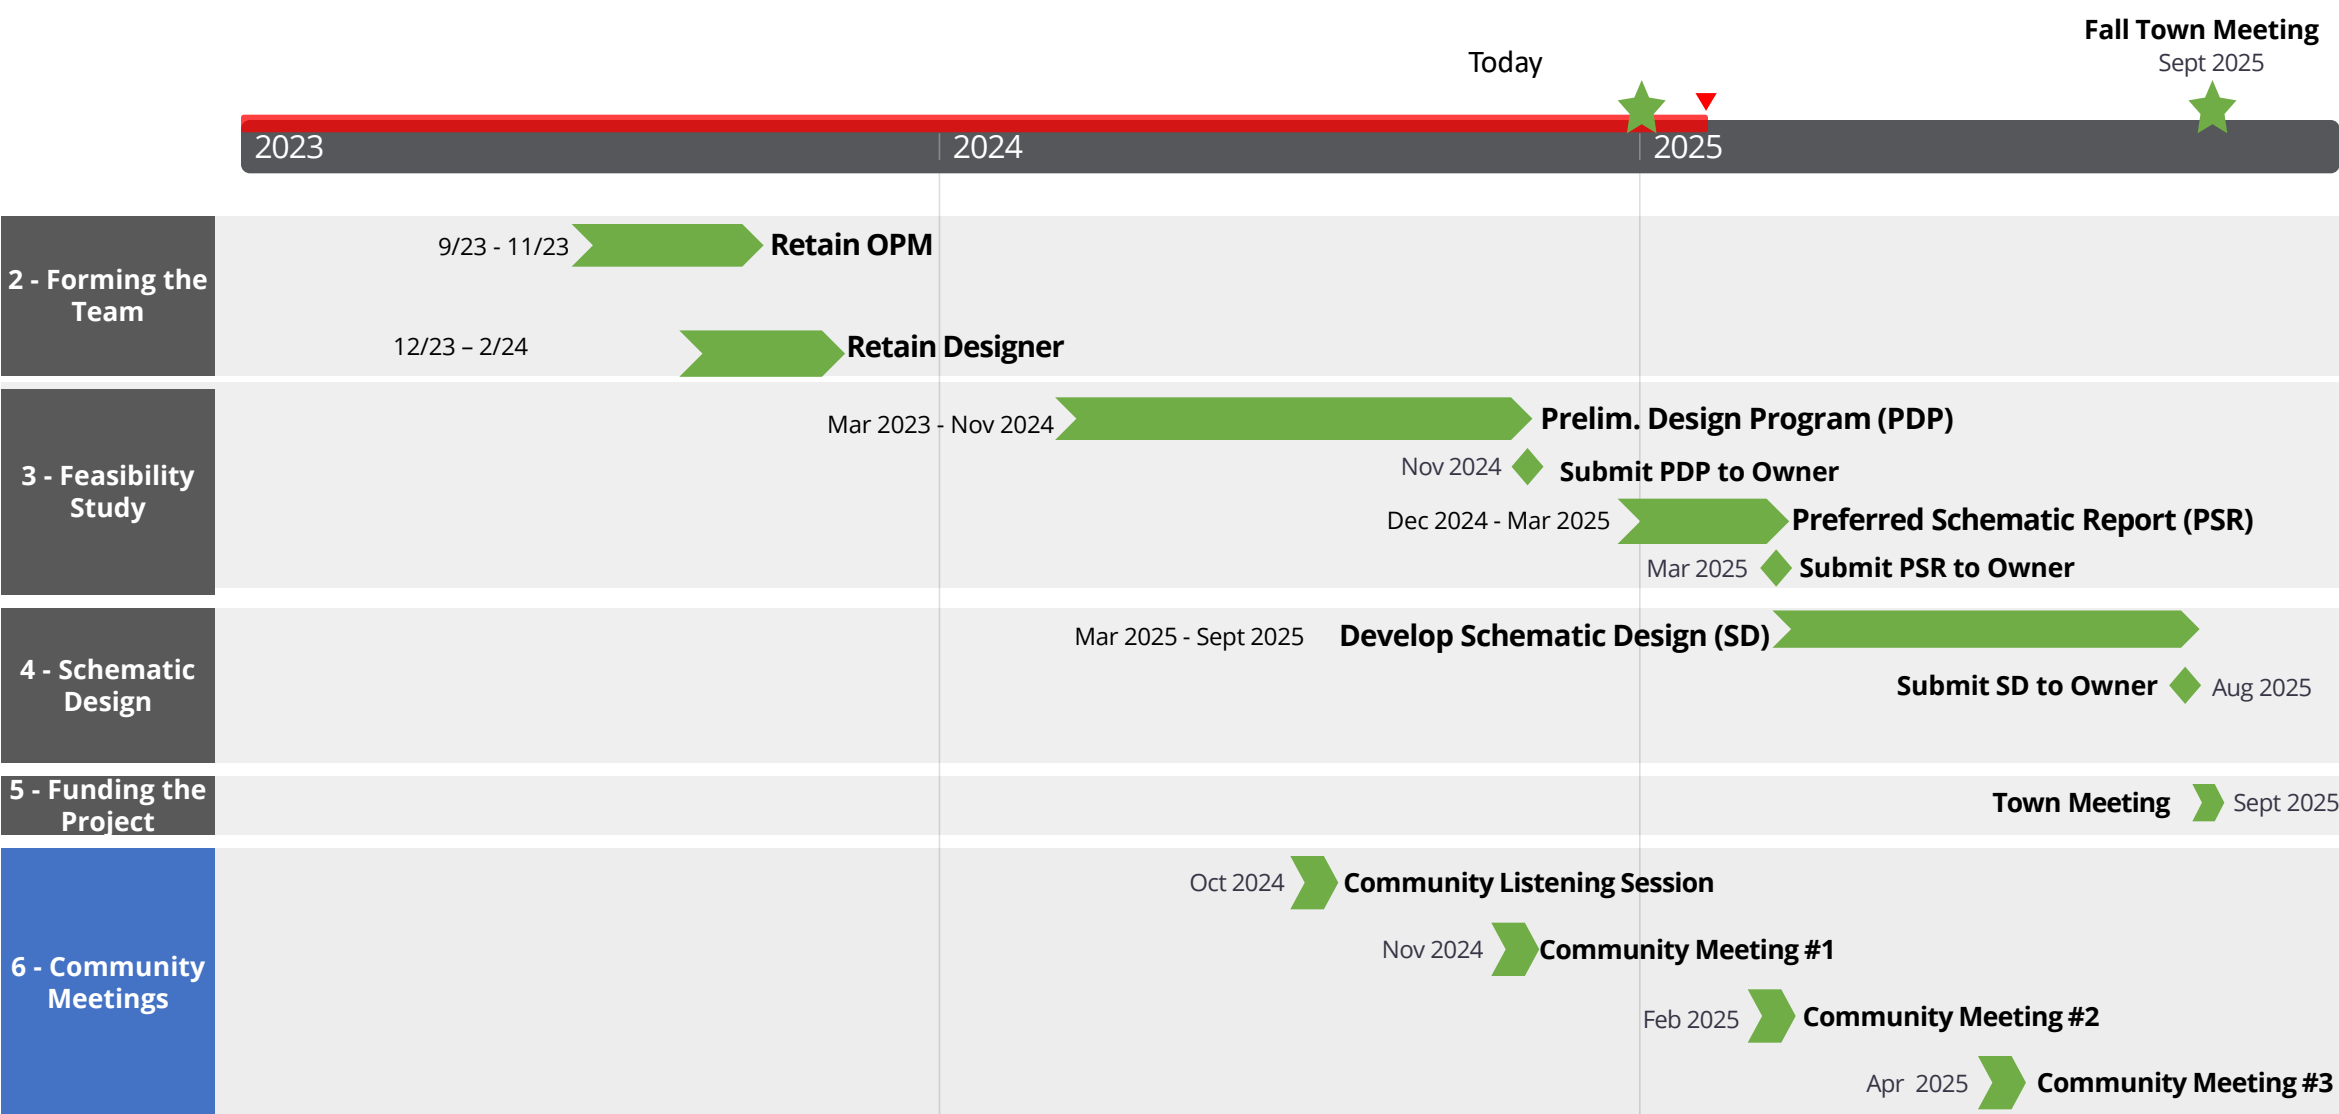 Fall Town Meeting
Sept 2025
Today
2023
2024
2025
2 - Forming the
Team
9/23 - 11/23
Retain OPM
12/23 – 2/24
Retain Designer
3 - Feasibility
Study
Mar 2023 - Nov 2024
Prelim. Design Program (PDP)
Nov 2024
Submit PDP to Owner
Dec 2024 - Mar 2025
Preferred Schematic Report (PSR)
Mar 2025
Submit PSR to Owner
4 - Schematic
Design
Mar 2025 - Sept 2025
Develop Schematic Design (SD)
Submit SD to Owner
Aug 2025
5 - Funding the
Project
Town Meeting
Sept 2025
6 - Community
Meetings
Oct 2024
Community Listening Session
Nov 2024
Community Meeting #1
Feb 2025
Community Meeting #2
Apr 2025
Community Meeting #3